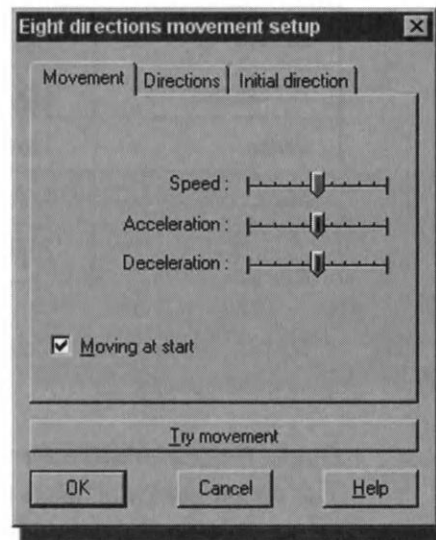 Eight directions movement setup
Movement Directions Initial direction
Speed :
Acceleration :
Deceleration :
Moving at start
Try movement
OK Cancel Help